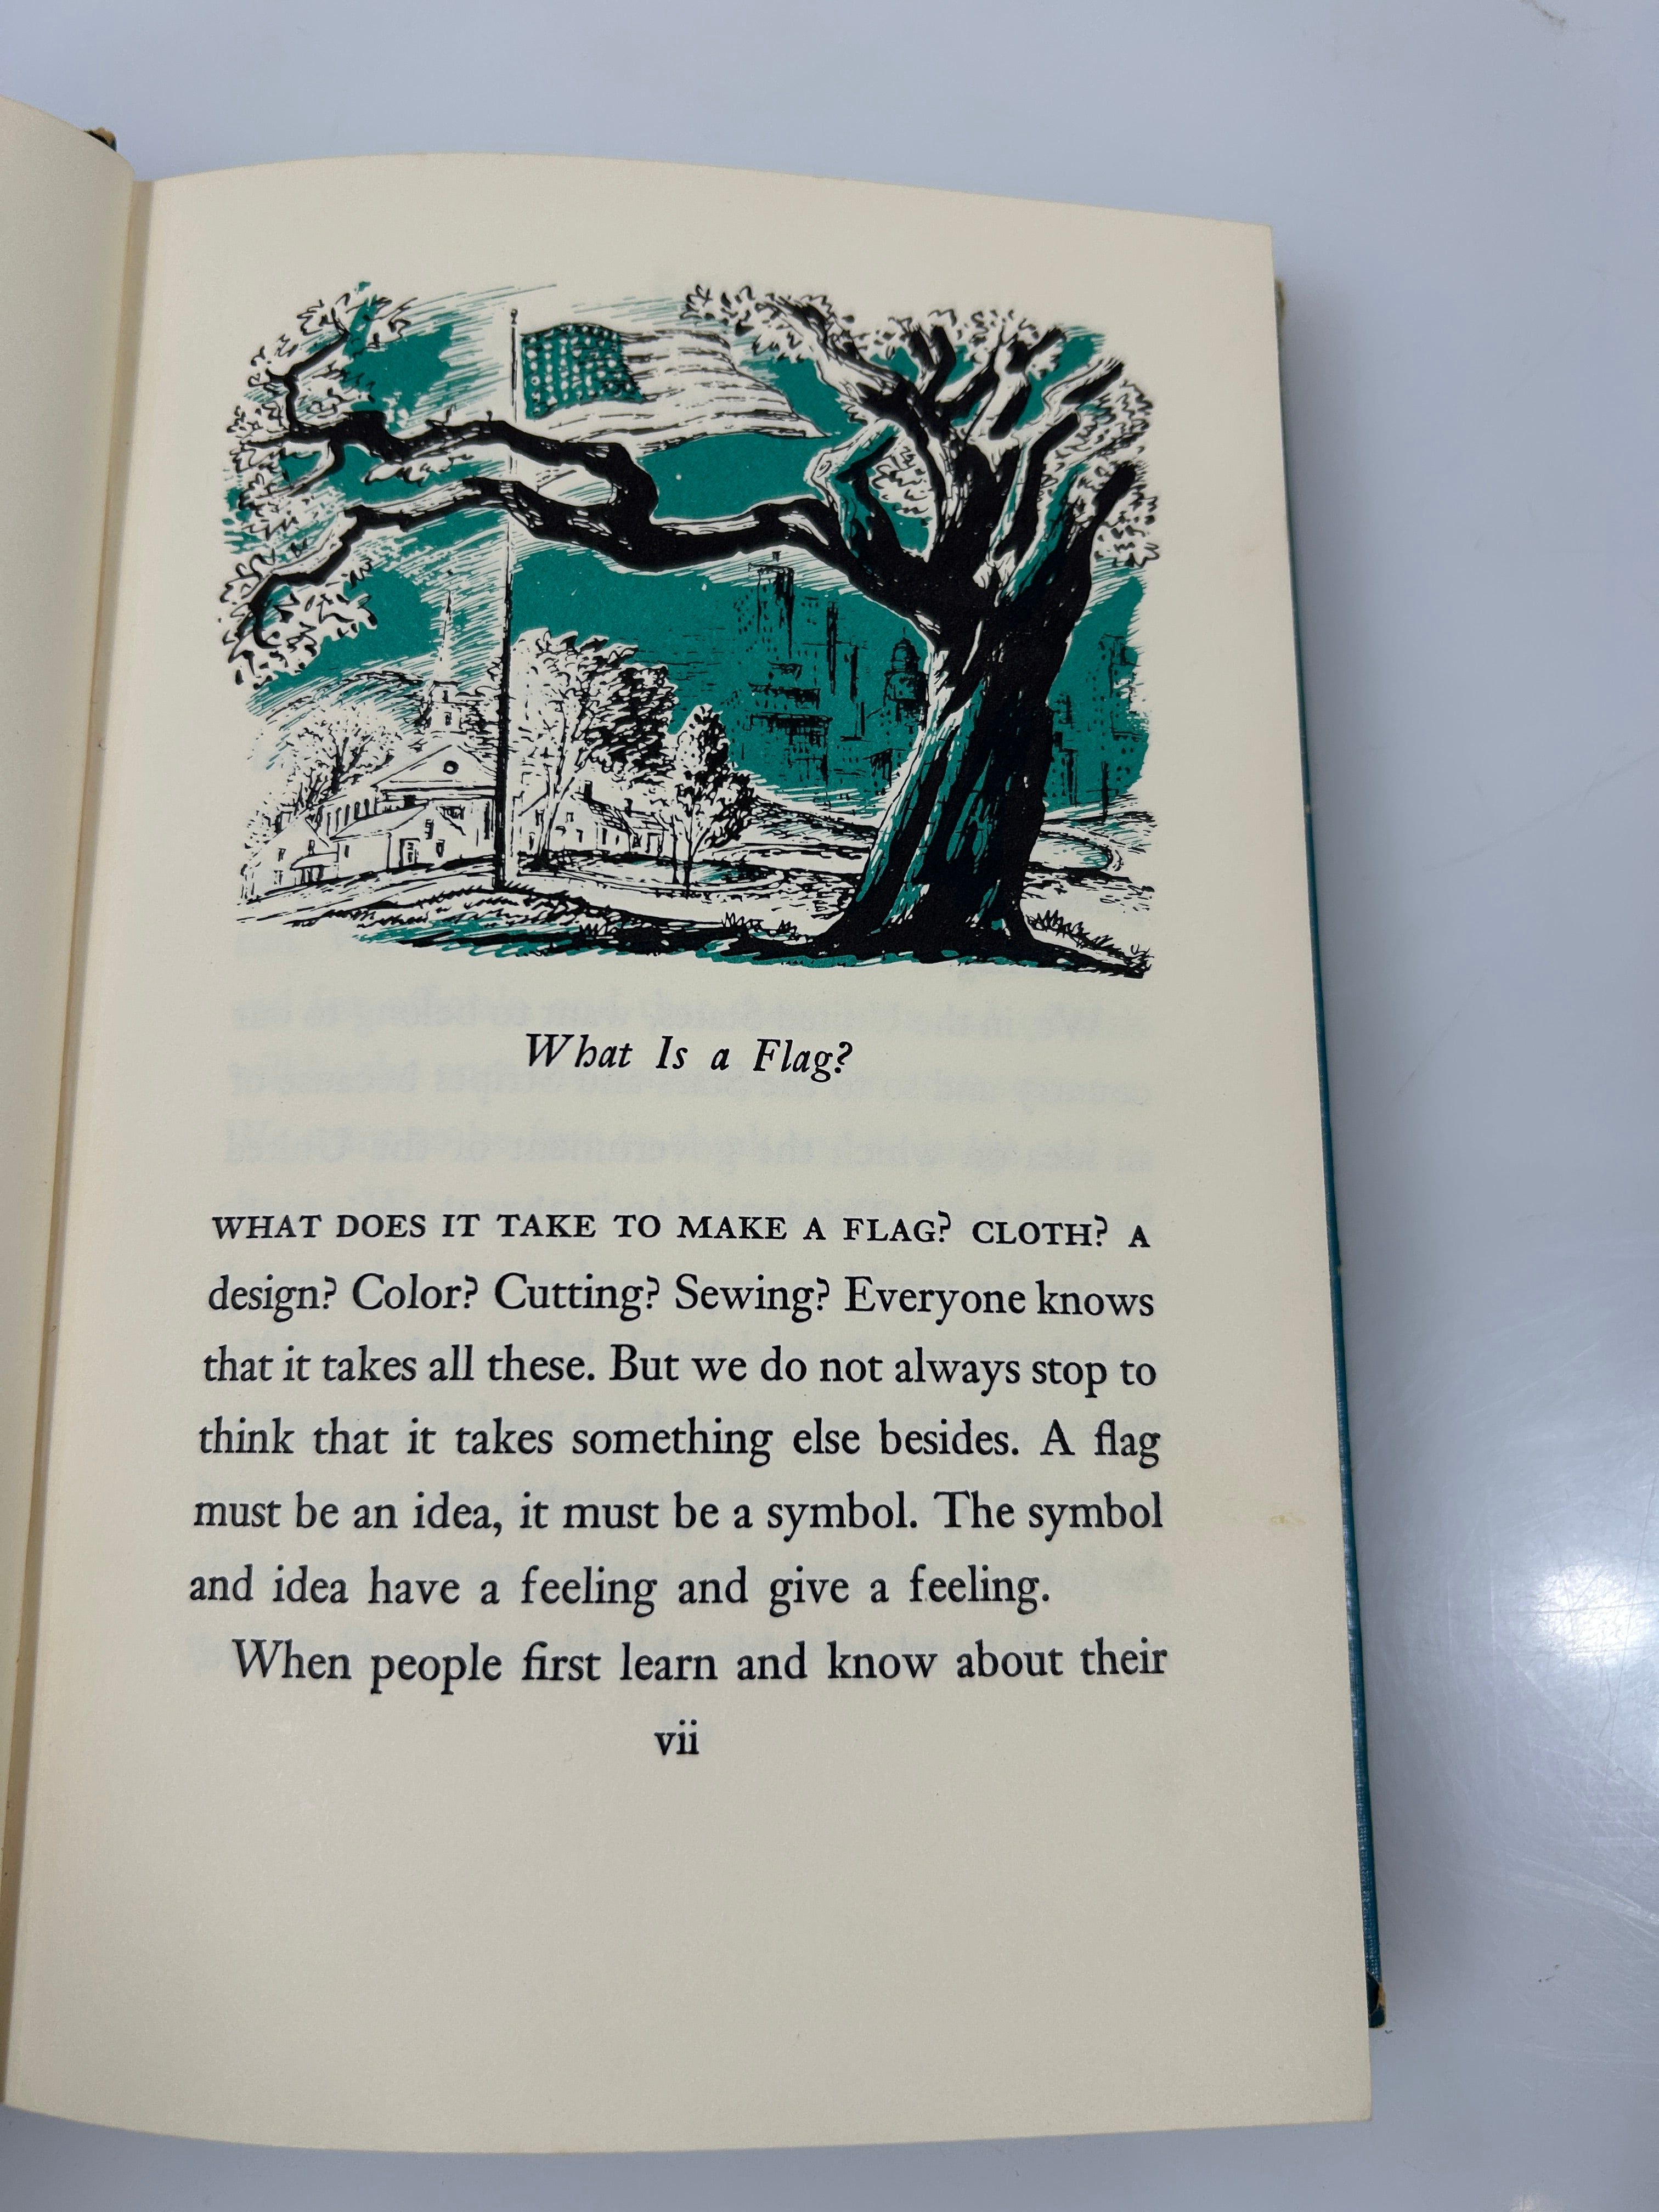 What Is a Flag?
WHAT DOES IT TAKE TO MAKE A FLAG? CLOTH? A
design? Color? Cutting? Sewing? Everyone knows
that it takes all these. But we do not always stop to
think that it takes something else besides. A flag
must be an idea, it must be a symbol. The symbol
and idea have a feeling and give a feeling.
When people first learn and know about their
vii